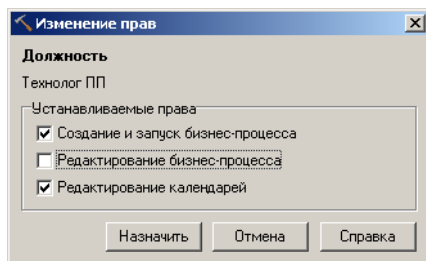 Изменение прав
Должность
Технолог ПП
Устанавливаемые права
Создание и запуск бизнес-процесса
Редактирование бизнес-процесса
Редактирование календарей
Назначить Отмена Справка